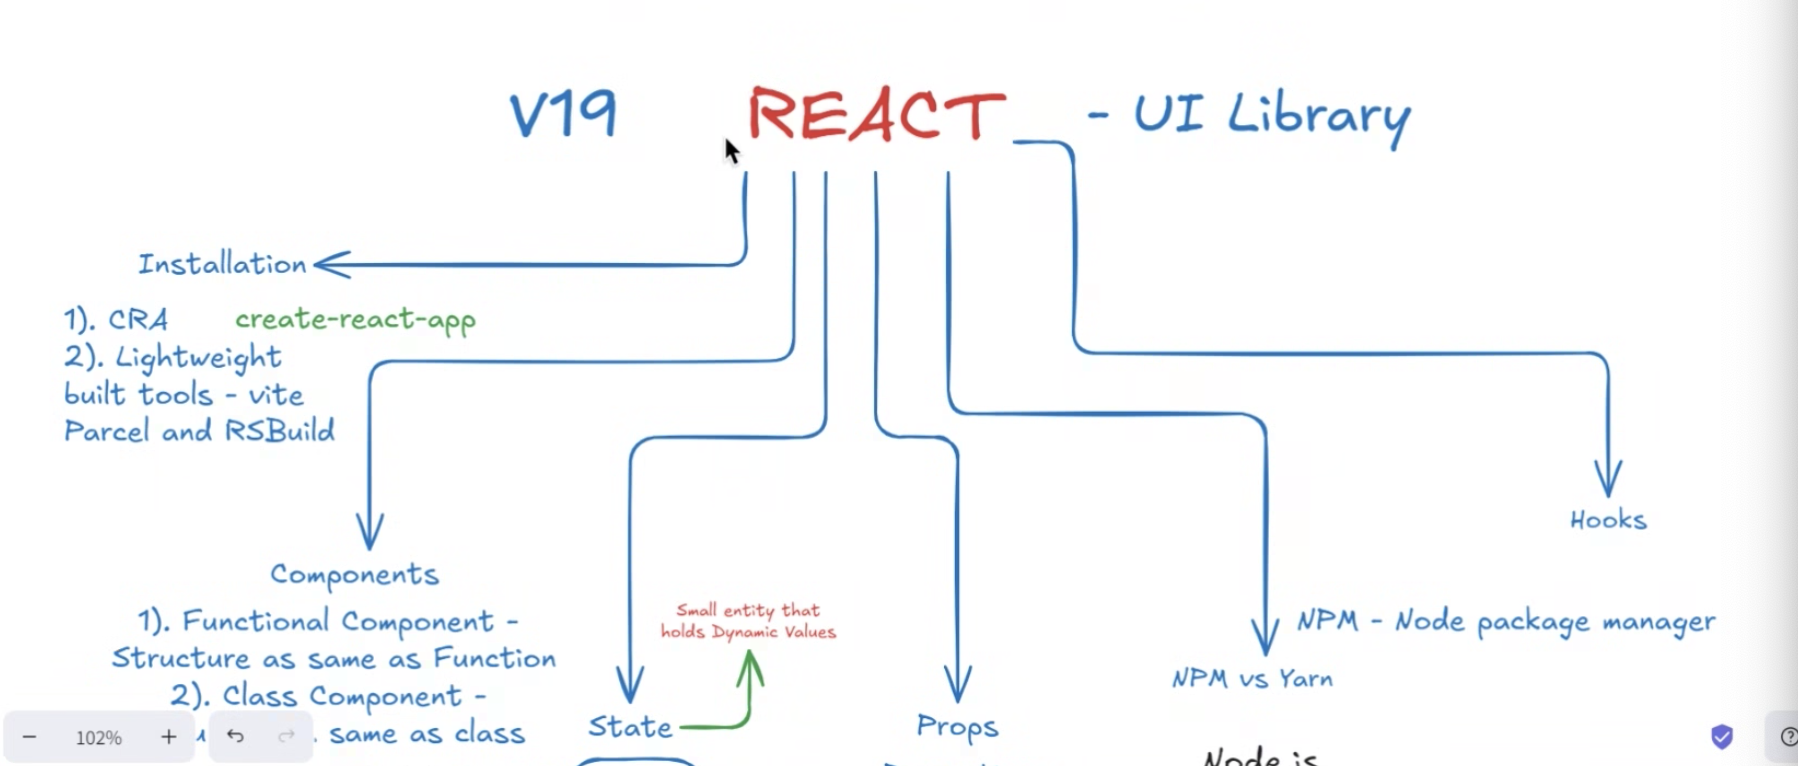 V19 REACT - UI Library
Installation
1). CRA create-react-app
2). Lightweight
built tools - vite
Parcel and RSBuild
Hooks
Components
1). Functional Component -
Structure as same as Function
2). Class Component -
same as class
Small entity that
holds Dynamic Values
State
Props
NPM - Node package manager
NPM vs Yarn
Node is
102%